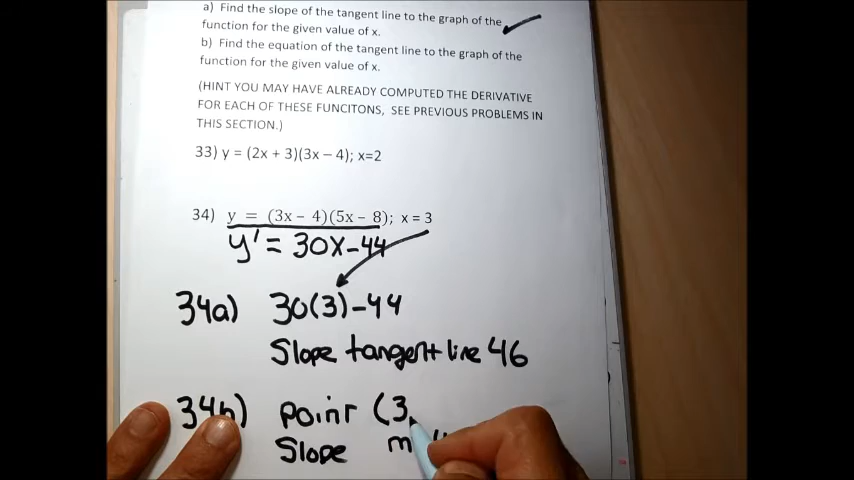 a) Find the slope of the tangent line to the graph of the
function for the given value of x.
b) Find the equation of the tangent line to the graph of the
function for the given value of x.
(HINT YOU MAY HAVE ALREADY COMPUTED THE DERIVATIVE
FOR EACH OF THESE FUNCITONS, SEE PREVIOUS PROBLEMS IN
THIS SECTION.)
33) y = (2x + 3)(3x – 4); x=2
34) y = (3x – 4)(5x – 8); x = 3
y' = 30x-44
34a) 30(3)-44
Slope tangent line 46
34b) point (3,
Slope m